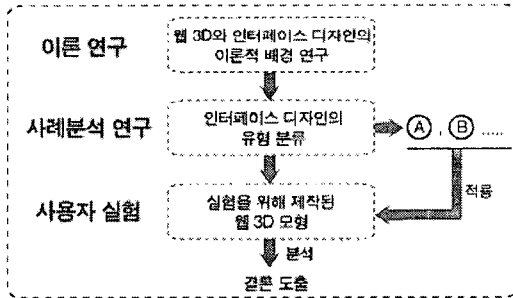 이론 연구
웹 3D와 인터페이스 디자인의
이론적 배경 연구
사례분석 연구
인터페이스 디자인의
유형 분류
A , B .....
적용
사용자 실험
실험을 위해 제작된
웹 3D 모형
분석
결론 도출